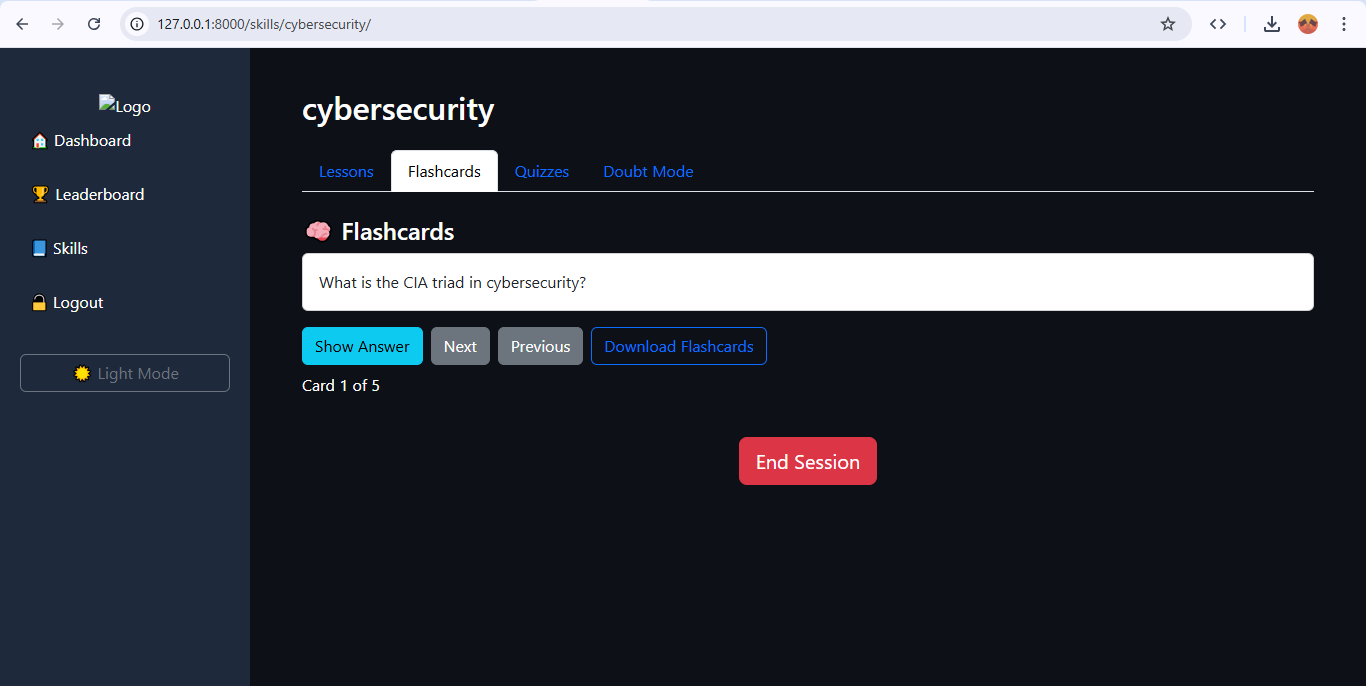 127.0.0.1:8000/skills/cybersecurity/
Logo
Dashboard
Leaderboard
Skills
Logout
Light Mode
cybersecurity
Lessons Flashcards Quizzes Doubt Mode
Flashcards
What is the CIA triad in cybersecurity?
Show Answer Next Previous Download Flashcards
Card 1 of 5
End Session